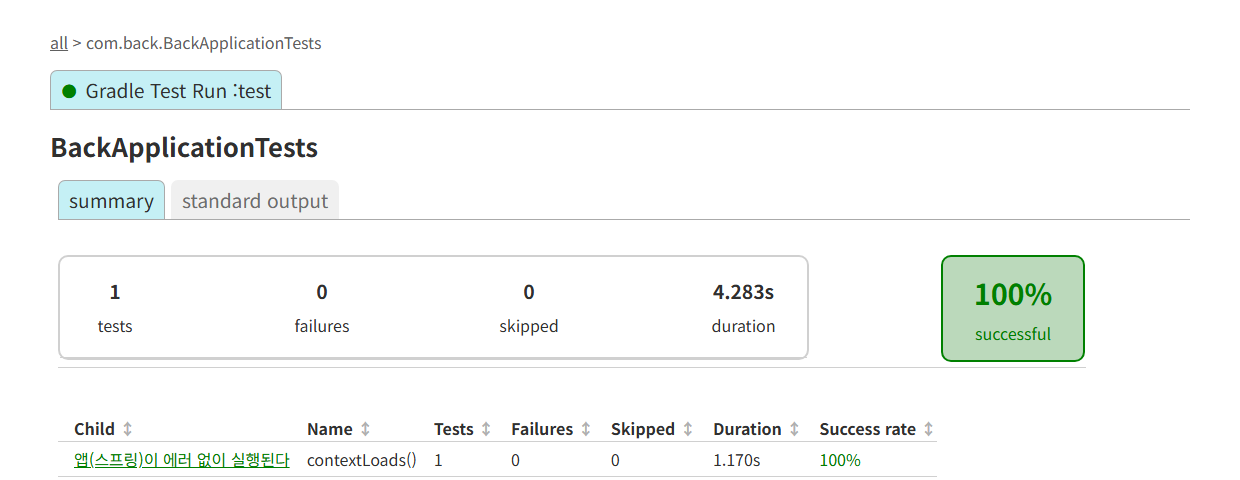 all > com.back.BackApplicationTests
Gradle Test Run :test
BackApplicationTests
summary standard output
1 0 0 4.283s 100%
tests failures skipped duration successful
Child Name Tests Failures Skipped Duration Success rate
앱(스프링)이 에러 없이 실행된다 contextLoads() 1 0 0 1.170s 100%